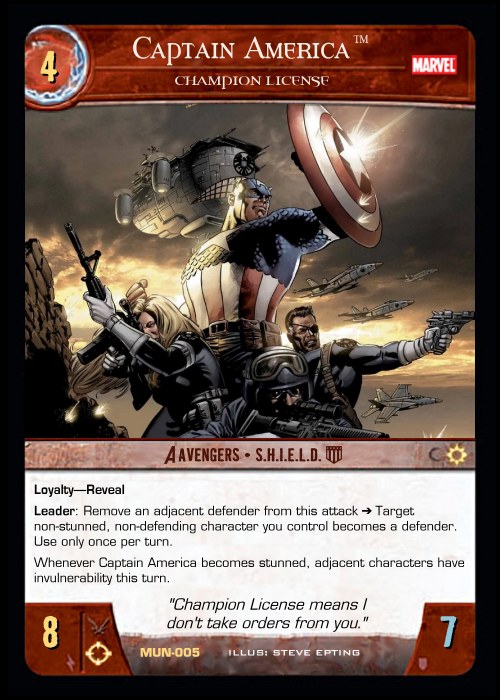 4
CAPTAIN AMERICA™
CHAMPION LICENSE
MARVEL
A AVENGERS • S.H.I.E.L.D.
C
Loyalty—Reveal
Leader: Remove an adjacent defender from this attack ➔ Target
non-stunned, non-defending character you control becomes a defender.
Use only once per turn.
Whenever Captain America becomes stunned, adjacent characters have
invulnerability this turn.
"Champion License means I
don't take orders from you."
8
7
MUN-005 ILLUS: STEVE EPTING